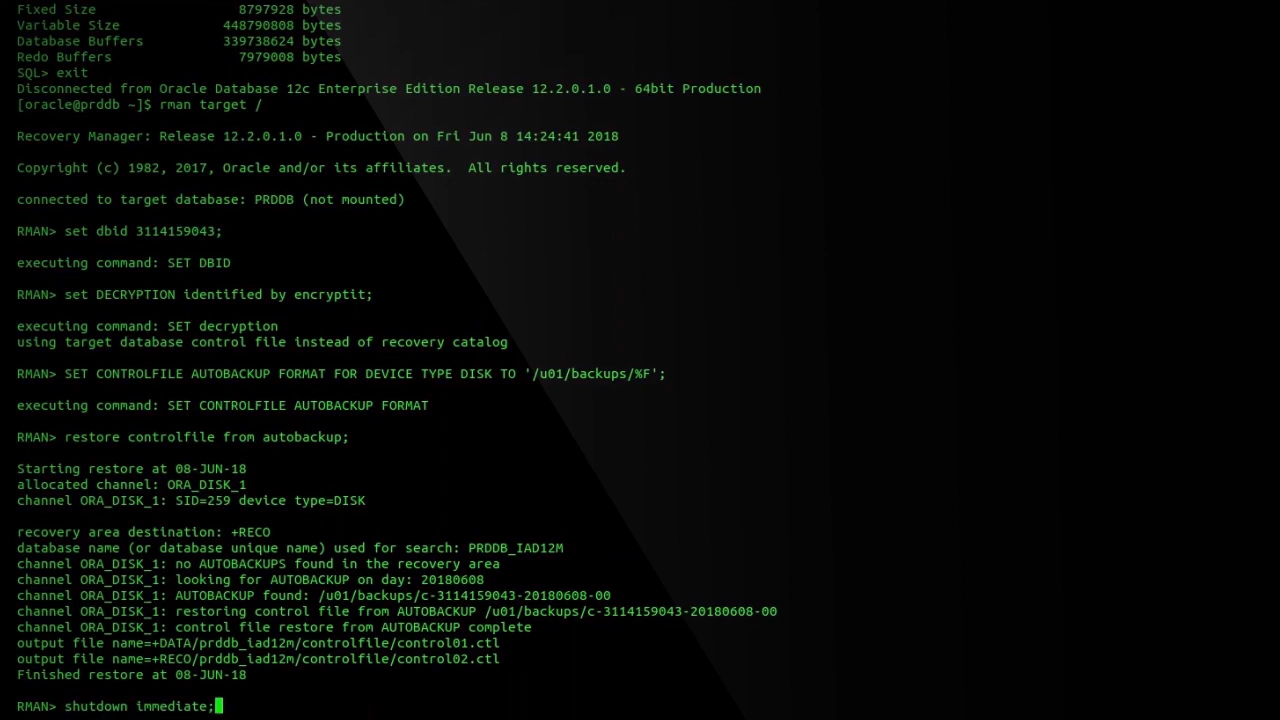 Fixed Size                  8797928 bytes
Variable Size             448790808 bytes
Database Buffers          339738624 bytes
Redo Buffers                7979008 bytes
SQL> exit
Disconnected from Oracle Database 12c Enterprise Edition Release 12.2.0.1.0 - 64bit Production
[oracle@prddb ~]$ rman target /
Recovery Manager: Release 12.2.0.1.0 - Production on Fri Jun 8 14:24:41 2018
Copyright (c) 1982, 2017, Oracle and/or its affiliates.  All rights reserved.
connected to target database: PRDDB (not mounted)
RMAN> set dbid 3114159043;
executing command: SET DBID
RMAN> set DECRYPTION identified by encryptit;
executing command: SET decryption
using target database control file instead of recovery catalog
RMAN> SET CONTROLFILE AUTOBACKUP FORMAT FOR DEVICE TYPE DISK TO '/u01/backups/%F';
executing command: SET CONTROLFILE AUTOBACKUP FORMAT
RMAN> restore controlfile from autobackup;
Starting restore at 08-JUN-18
allocated channel: ORA_DISK_1
channel ORA_DISK_1: SID=259 device type=DISK
recovery area destination: +RECO
database name (or database unique name) used for search: PRDDB_IAD12M
channel ORA_DISK_1: no AUTOBACKUPS found in the recovery area
channel ORA_DISK_1: looking for AUTOBACKUP on day: 20180608
channel ORA_DISK_1: AUTOBACKUP found: /u01/backups/c-3114159043-20180608-00
channel ORA_DISK_1: restoring control file from AUTOBACKUP /u01/backups/c-3114159043-20180608-00
channel ORA_DISK_1: control file restore from AUTOBACKUP complete
output file name=+DATA/prddb_iad12m/controlfile/control01.ctl
output file name=+RECO/prddb_iad12m/controlfile/control02.ctl
Finished restore at 08-JUN-18
RMAN> shutdown immediate;